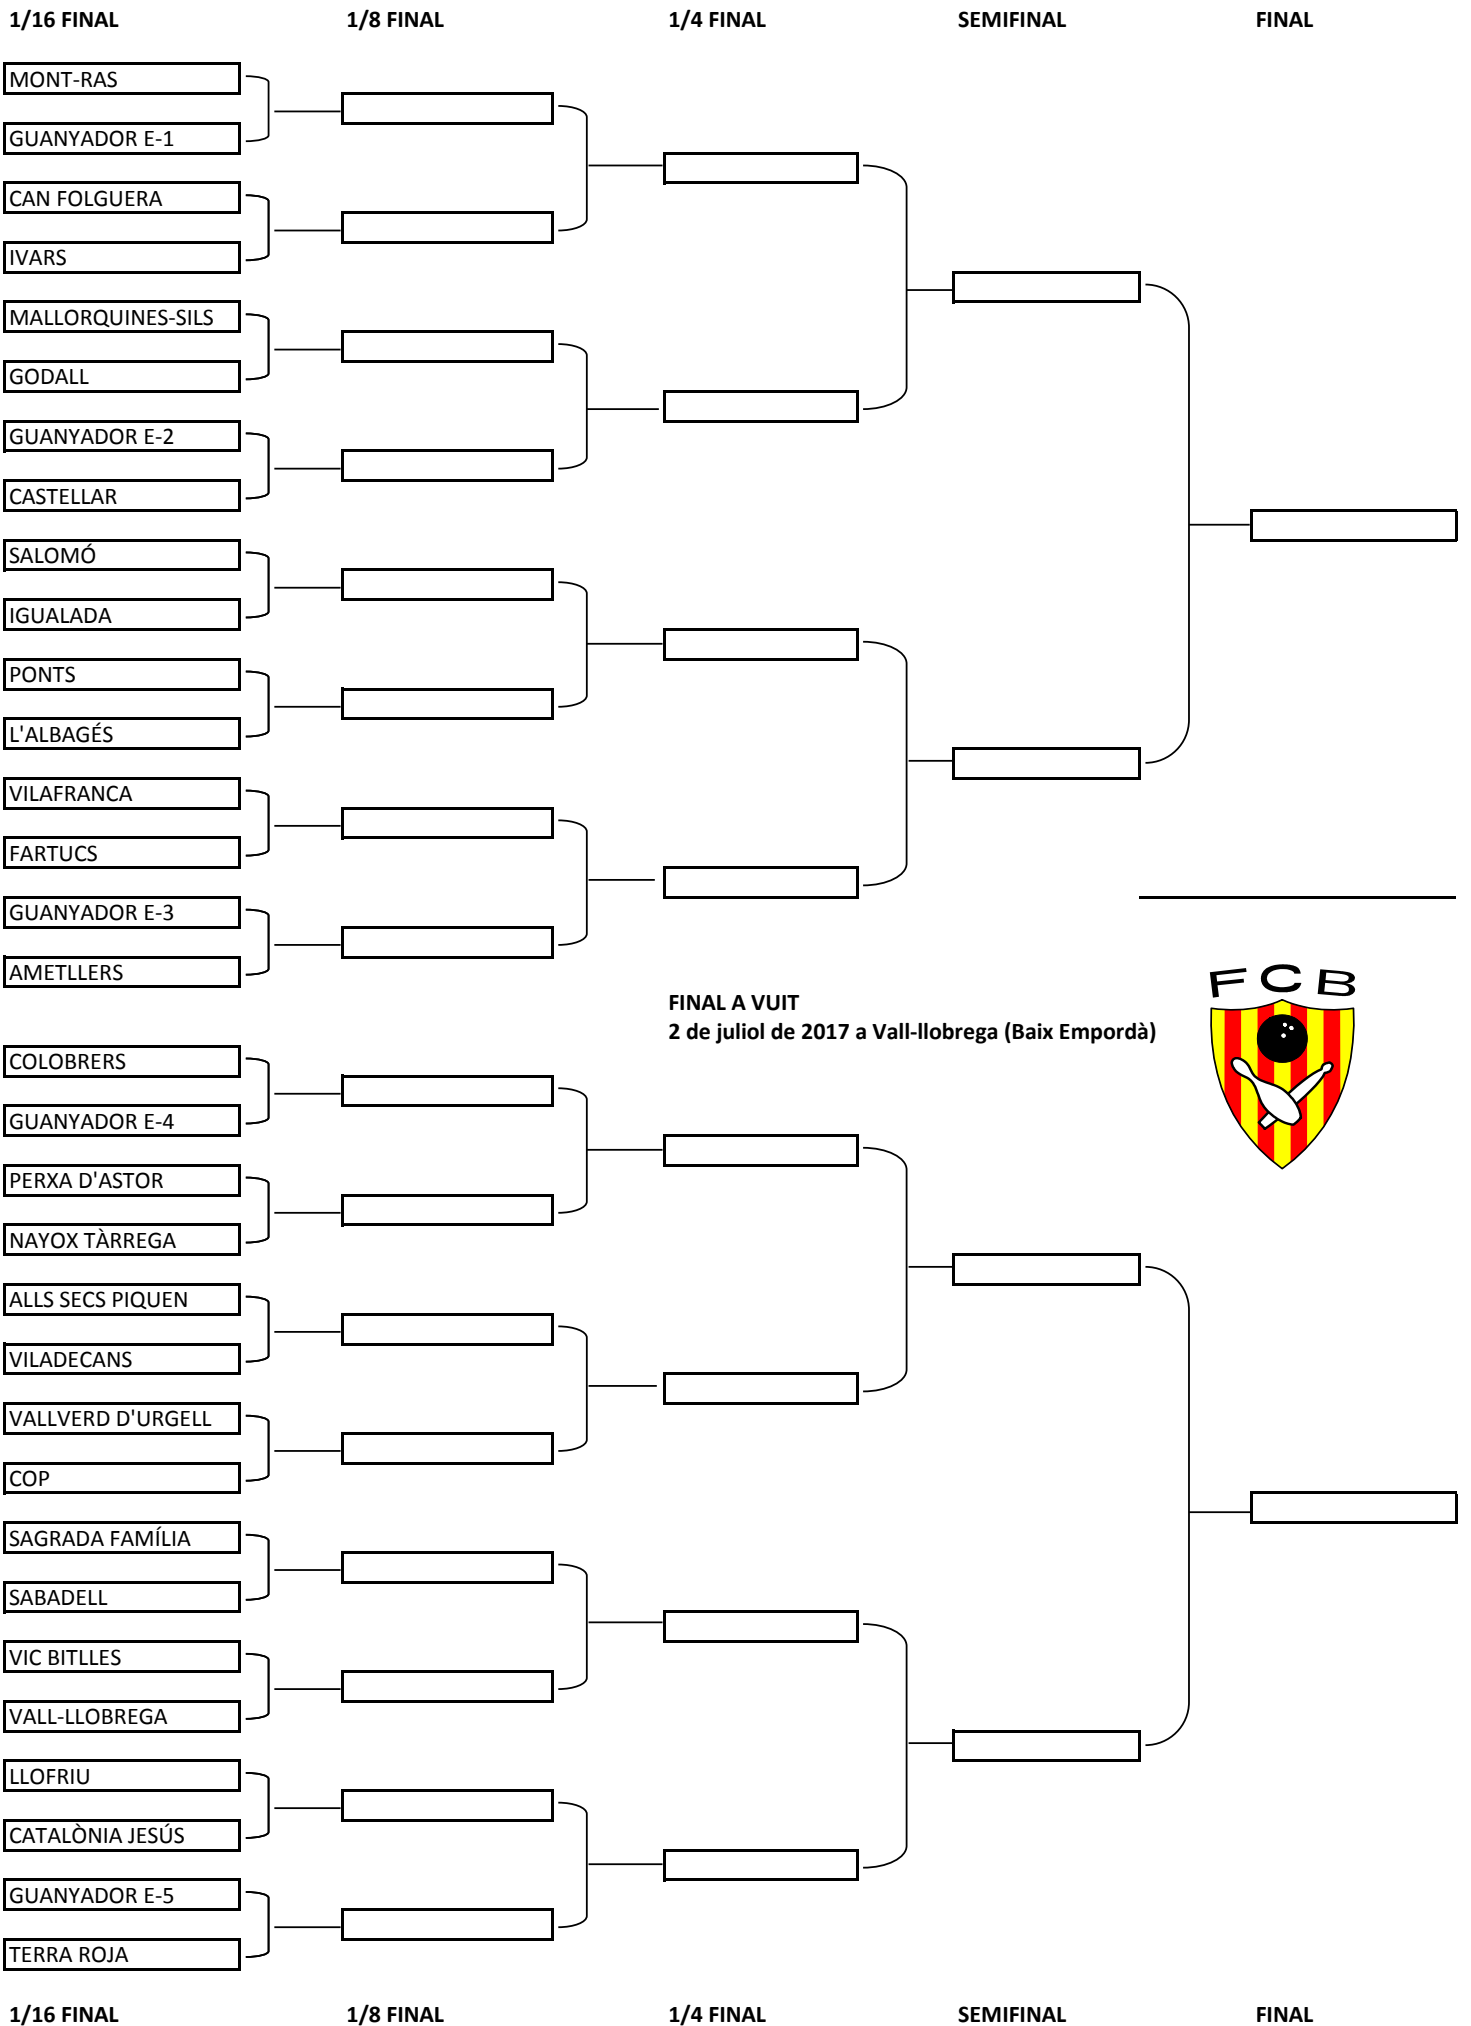 1/16 FINAL 1/8 FINAL 1/4 FINAL SEMIFINAL FINAL
MONT-RAS
GUANYADOR E-1
CAN FOLGUERA
IVARS
MALLORQUINES-SILS
GODALL
GUANYADOR E-2
CASTELLAR
SALOMÓ
IGUALADA
PONTS
L'ALBAGÉS
VILAFRANCA
FARTUCS
GUANYADOR E-3
AMETLLERS
FINAL A VUIT
2 de juliol de 2017 a Vall-llobrega (Baix Empordà)
FCB
COLOBRERS
GUANYADOR E-4
PERXA D'ASTOR
NAYOX TÀRREGA
ALLS SECS PIQUEN
VILADECANS
VALLVERD D'URGELL
COP
SAGRADA FAMÍLIA
SABADELL
VIC BITLLES
VALL-LLOBREGA
LLOFRIU
CATALÒNIA JESÚS
GUANYADOR E-5
TERRA ROJA
1/16 FINAL 1/8 FINAL 1/4 FINAL SEMIFINAL FINAL